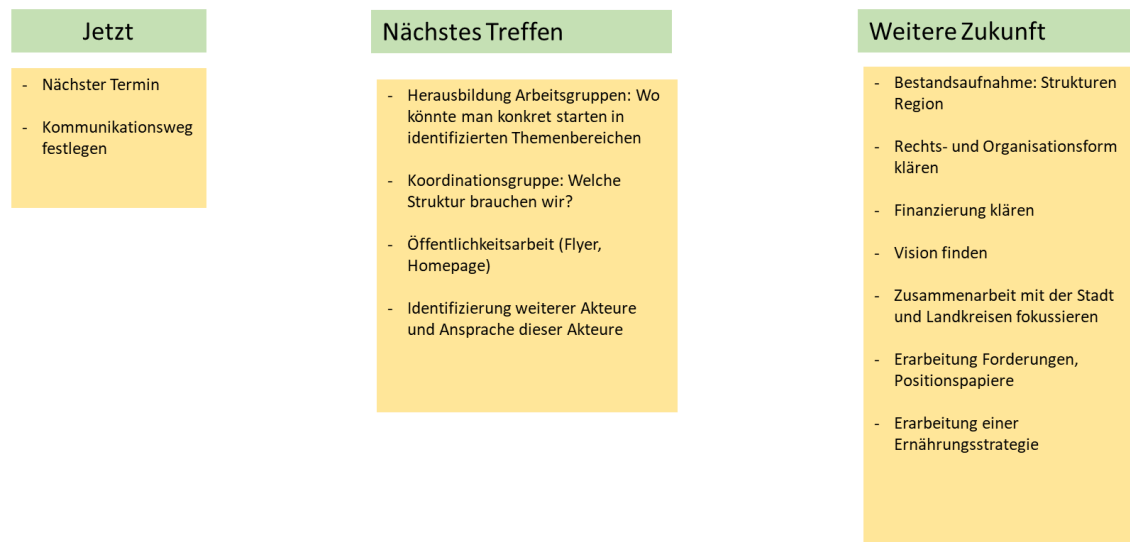 Jetzt
- Nächster Termin
- Kommunikationsweg
festlegen
Nächstes Treffen
- Herausbildung Arbeitsgruppen: Wo
könnte man konkret starten in
identifizierten Themenbereichen
- Koordinationsgruppe: Welche
Struktur brauchen wir?
- Öffentlichkeitsarbeit (Flyer,
Homepage)
- Identifizierung weiterer Akteure
und Ansprache dieser Akteure
Weitere Zukunft
- Bestandsaufnahme: Strukturen
Region
- Rechts- und Organisationsform
klären
- Finanzierung klären
- Vision finden
- Zusammenarbeit mit der Stadt
und Landkreisen fokussieren
- Erarbeitung Forderungen,
Positionspapiere
- Erarbeitung einer
Ernährungsstrategie